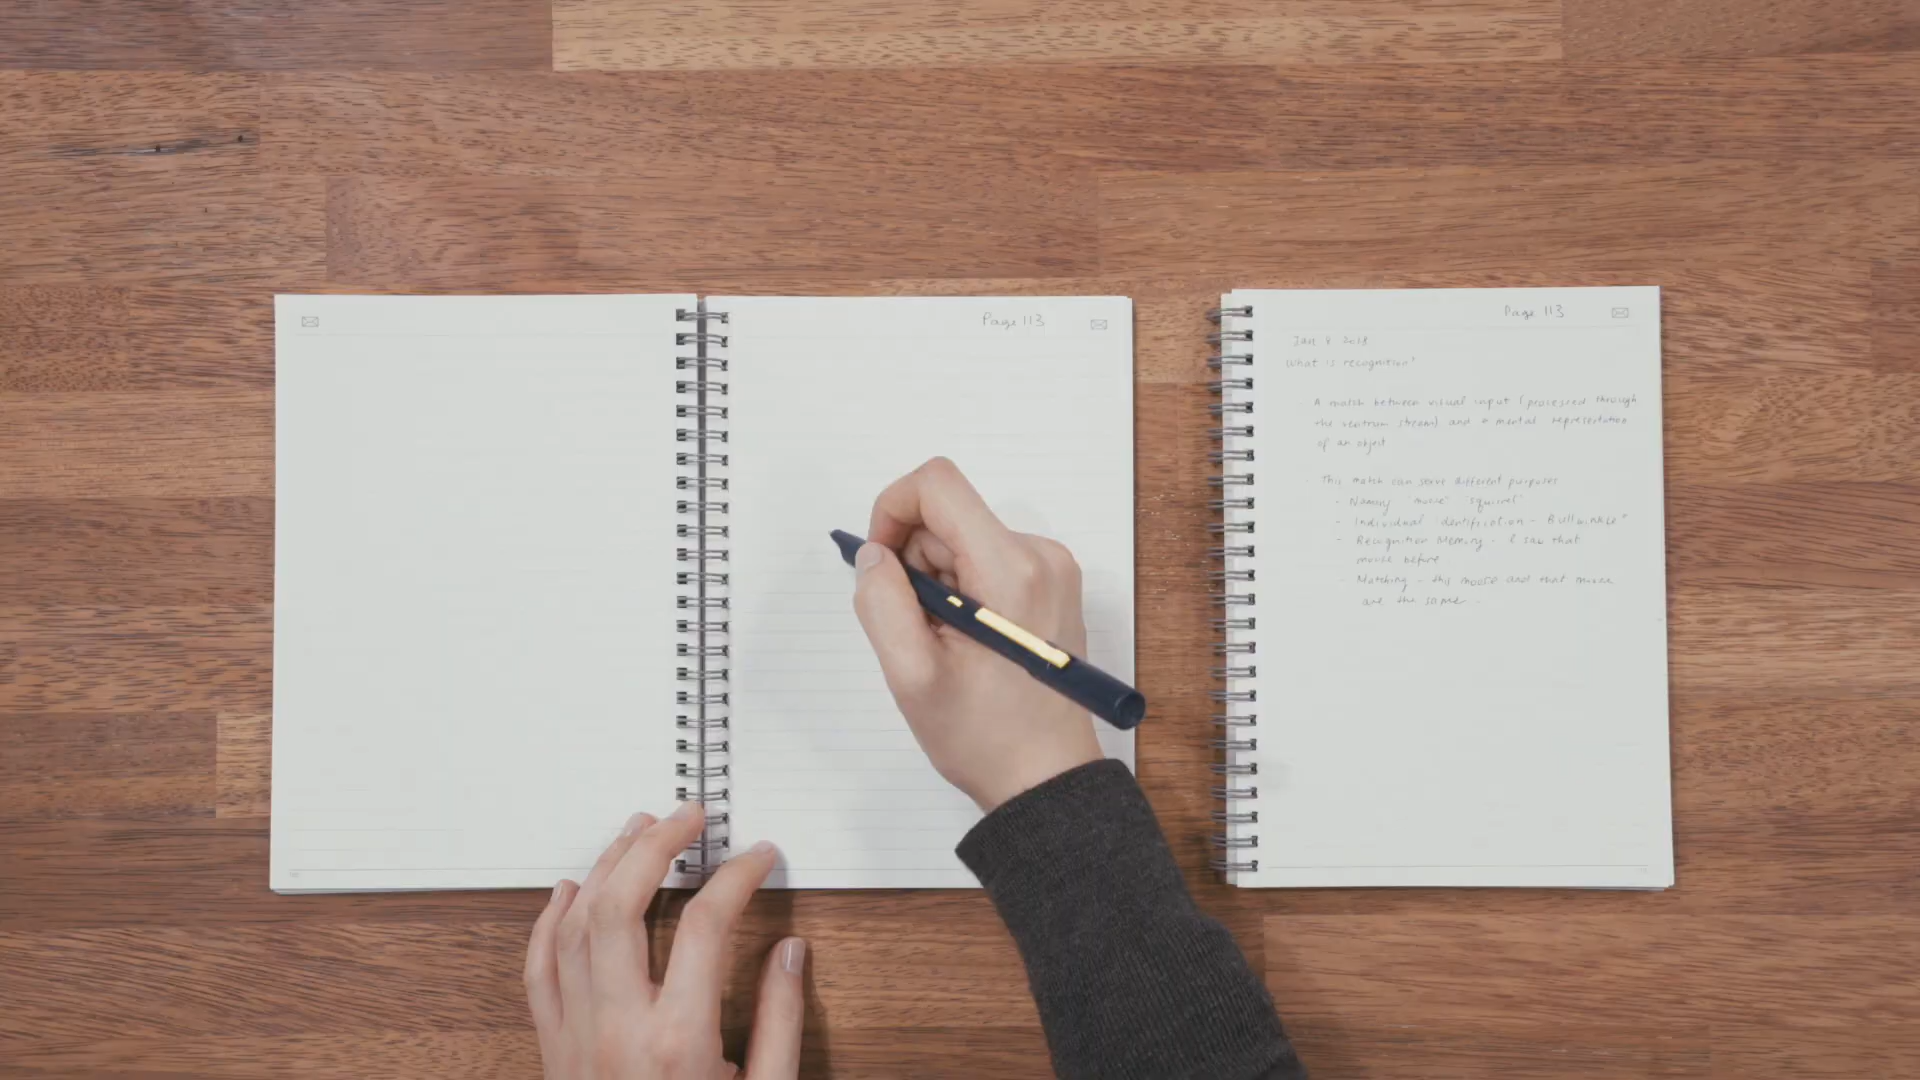 Page 113
Page 113
Jan 4 2018
What is recognition?
A match between visual input (processed through
the ventrum stream) and a mental representation
of an object
- This match can serve different purposes
- Naming "moose" "squirrel"
- Individual identification - Bullwinkle"
- Recognition Memory - I saw that
moose before
- Matching - this moose and that moose
are the same.